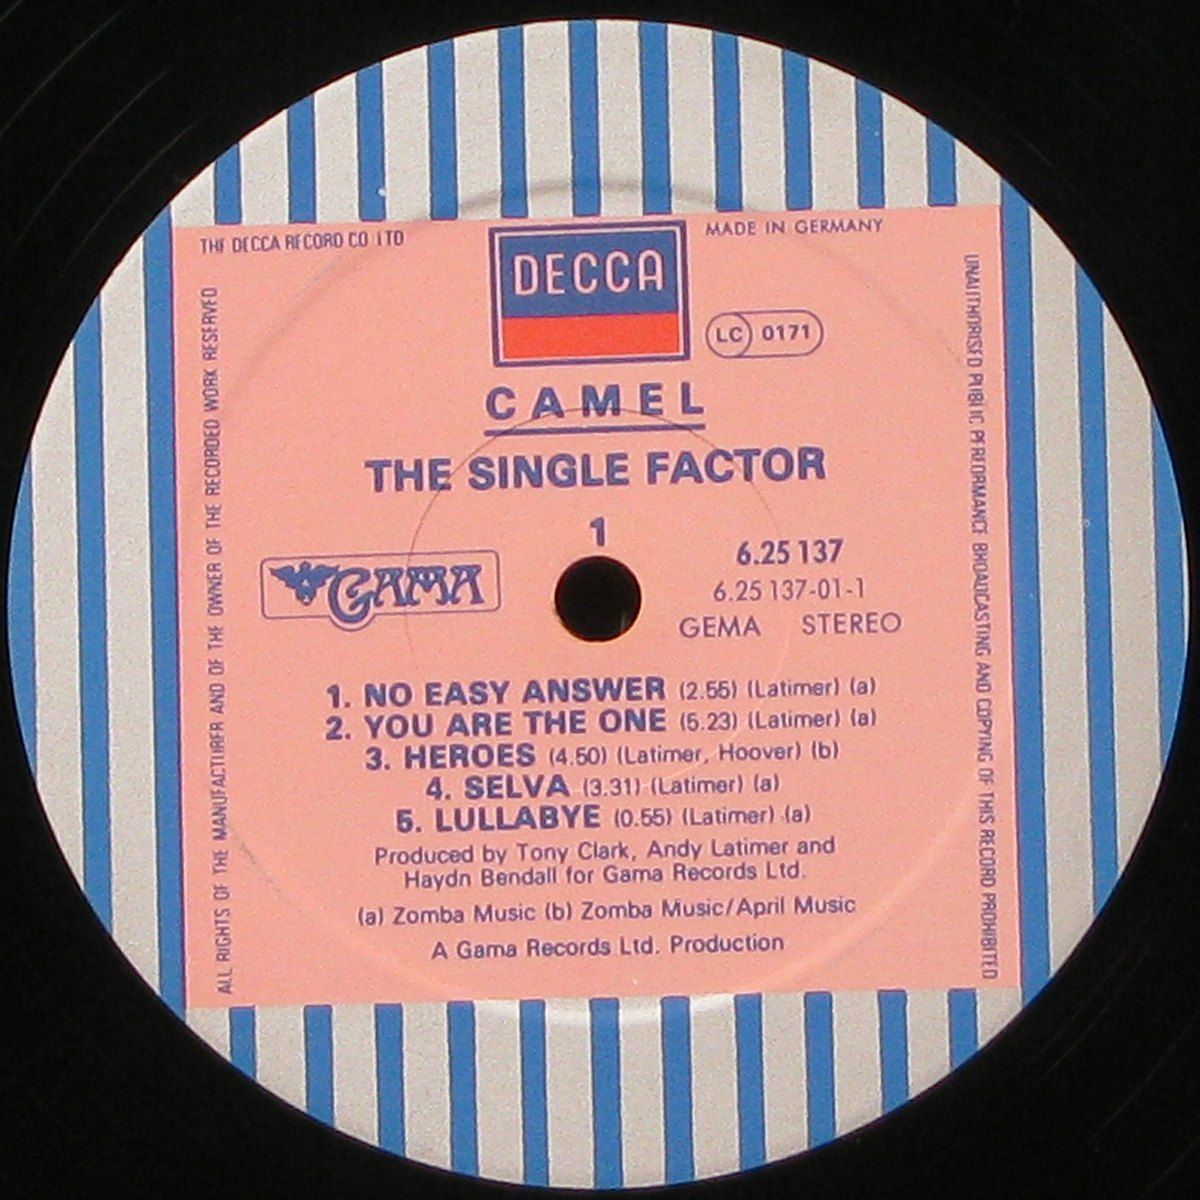 THE DECCA RECORD CO LTD
MADE IN GERMANY
DECCA
LC 0171
CAMEL
THE SINGLE FACTOR
1
GAMA
6.25 137
6.25 137-01-1
GEMA STEREO
1. NO EASY ANSWER (2.55) (Latimer) (a)
2. YOU ARE THE ONE (5.23) (Latimer) (a)
3. HEROES (4.50) (Latimer, Hoover) (b)
4. SELVA (3.31) (Latimer) (a)
5. LULLABYE (0.55) (Latimer) (a)
Produced by Tony Clark, Andy Latimer and
Haydn Bendall for Gama Records Ltd.
(a) Zomba Music (b) Zomba Music/April Music
A Gama Records Ltd. Production
ALL RIGHTS OF THE MANUFACTURER AND OF THE OWNER OF THE RECORDED WORK RESERVED
UNAUTHORISED PUBLIC PERFORMANCE BROADCASTING AND COPYING OF THIS RECORD PROHIBITED